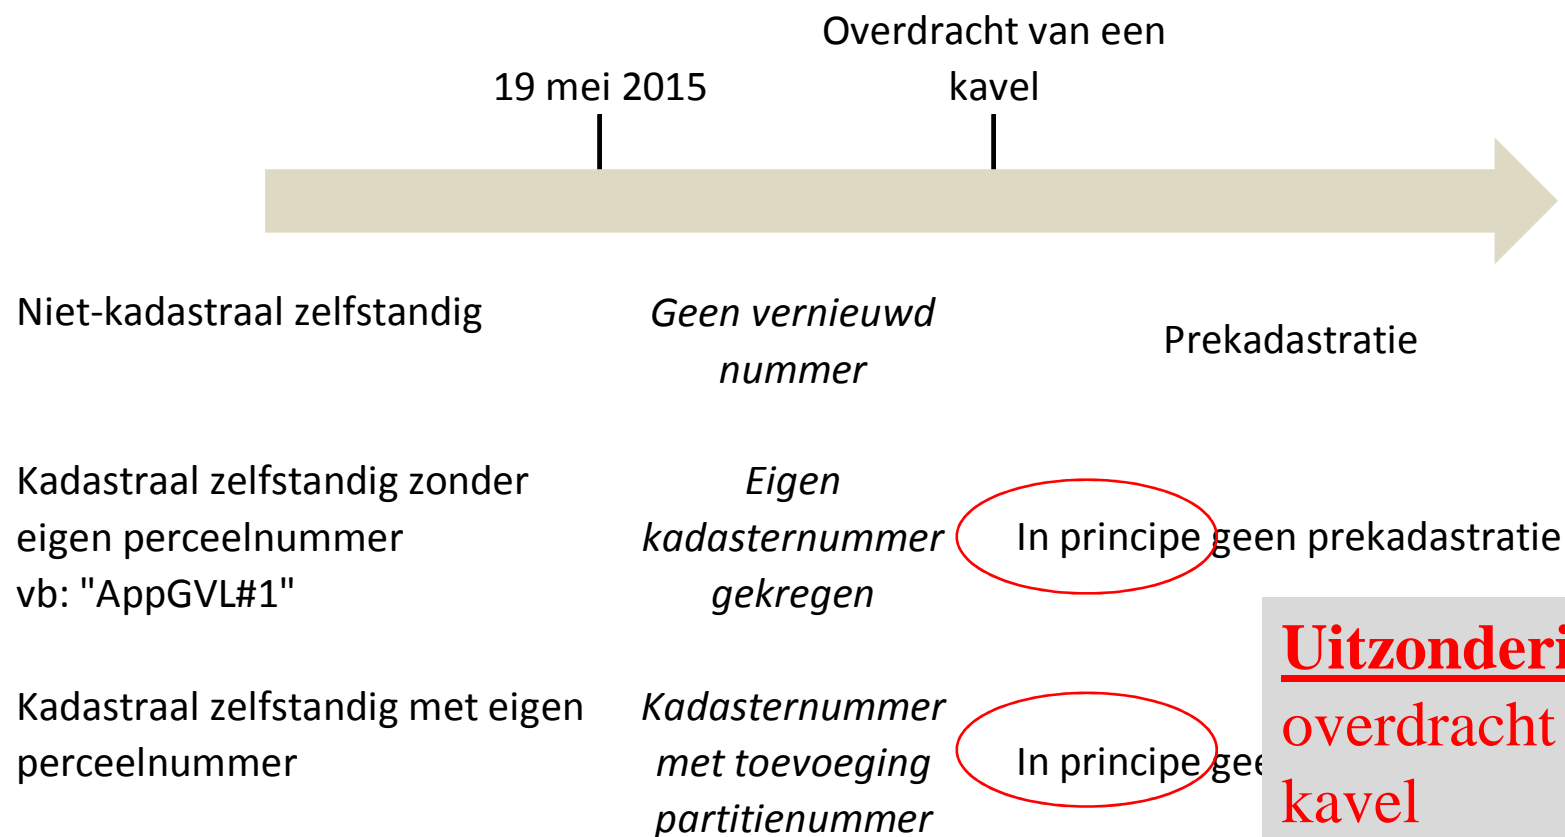 Overdracht van een
kavel
19 mei 2015
Niet-kadastraal zelfstandig
Geen vernieuwd
nummer
Prekadastratie
Kadastraal zelfstandig zonder
eigen perceelnummer
vb: "AppGVL#1"
Eigen
kadasternummer
gekregen
In principe geen prekadastratie
Kadastraal zelfstandig met eigen
perceelnummer
Kadasternummer
met toevoeging
partitienummer
In principe
overdracht
kavel